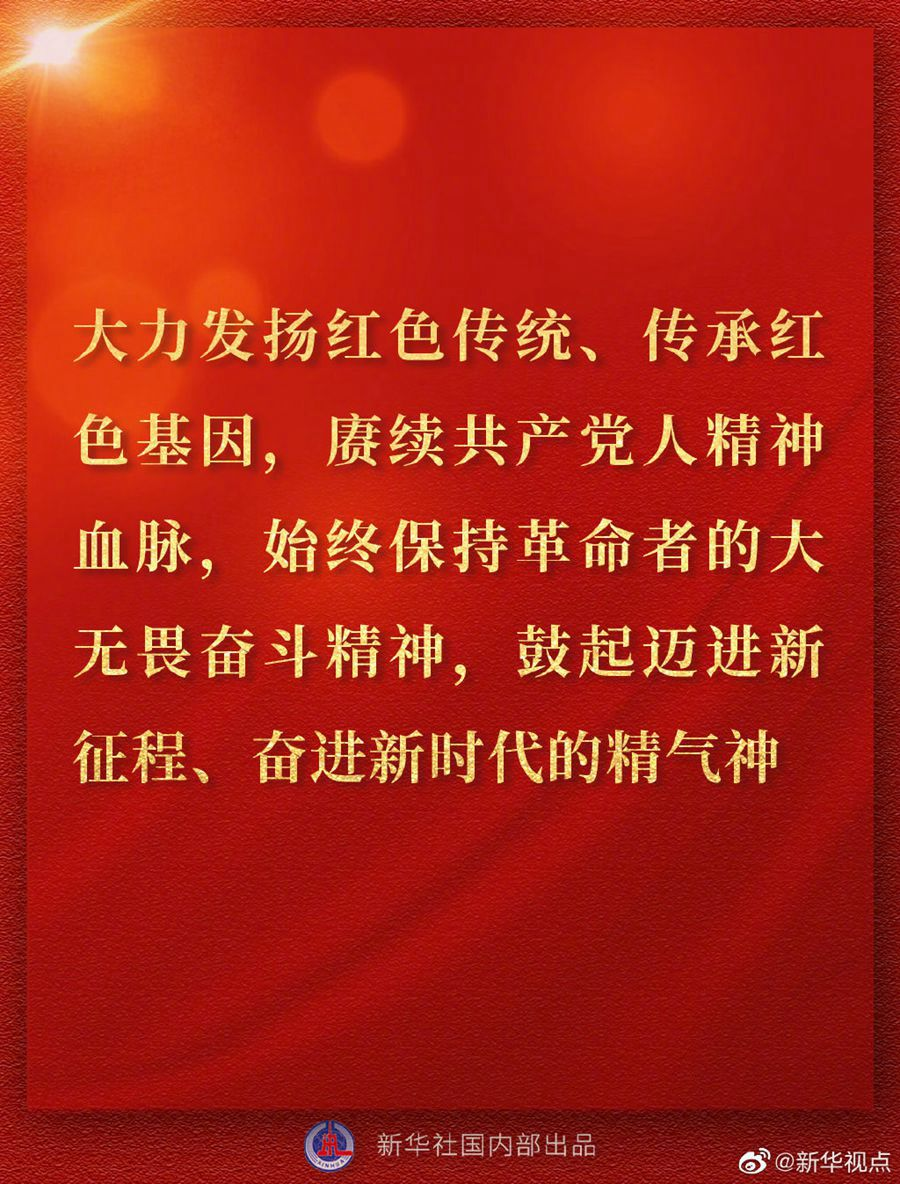 大力发扬红色传统、传承红
色基因，赓续共产党人精神
血脉，始终保持革命者的大
无畏奋斗精神，鼓起迈进新
征程、奋进新时代的精气神
XINHUA
新华社国内部出品
@新华视点